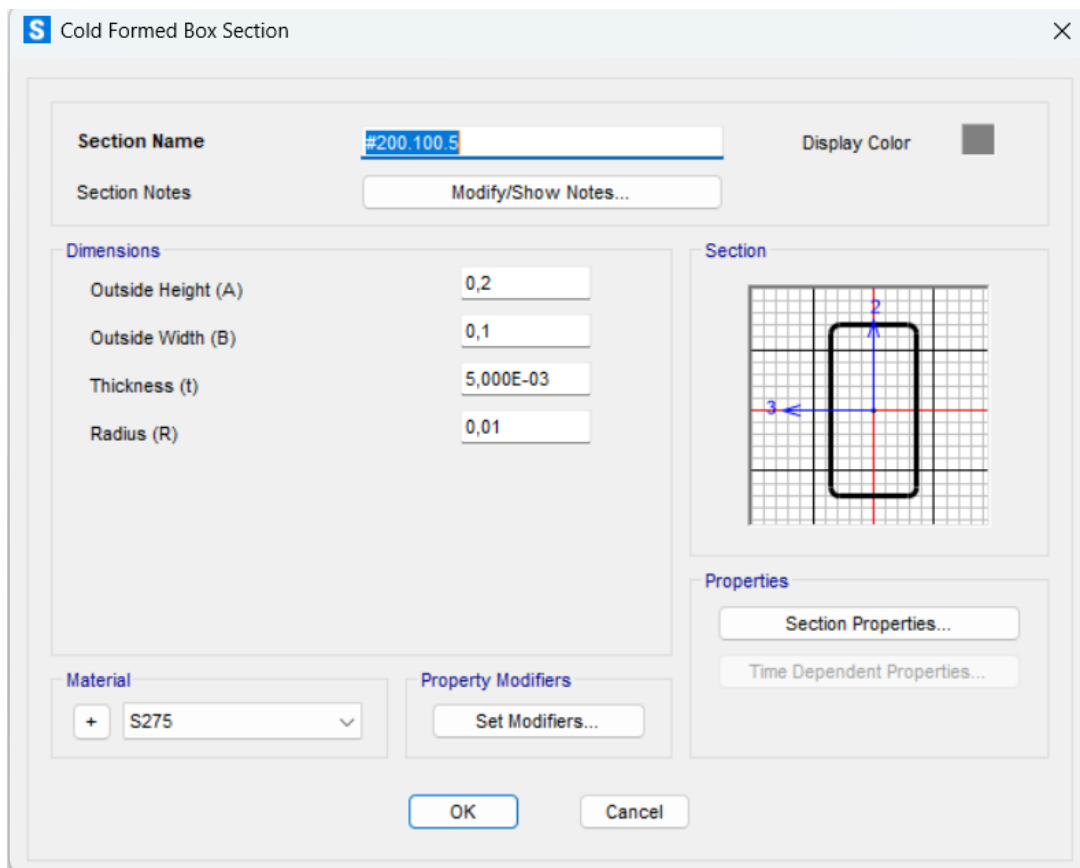 S Cold Formed Box Section
Section Name #200.100.5 Display Color
Section Notes Modify/Show Notes...
Dimensions
Outside Height (A) 0,2
Outside Width (B) 0,1
Thickness (t) 5,000E-03
Radius (R) 0,01
Section
2
3
Properties
Section Properties...
Time Dependent Properties...
Material
+ S275
Property Modifiers
Set Modifiers...
OK Cancel